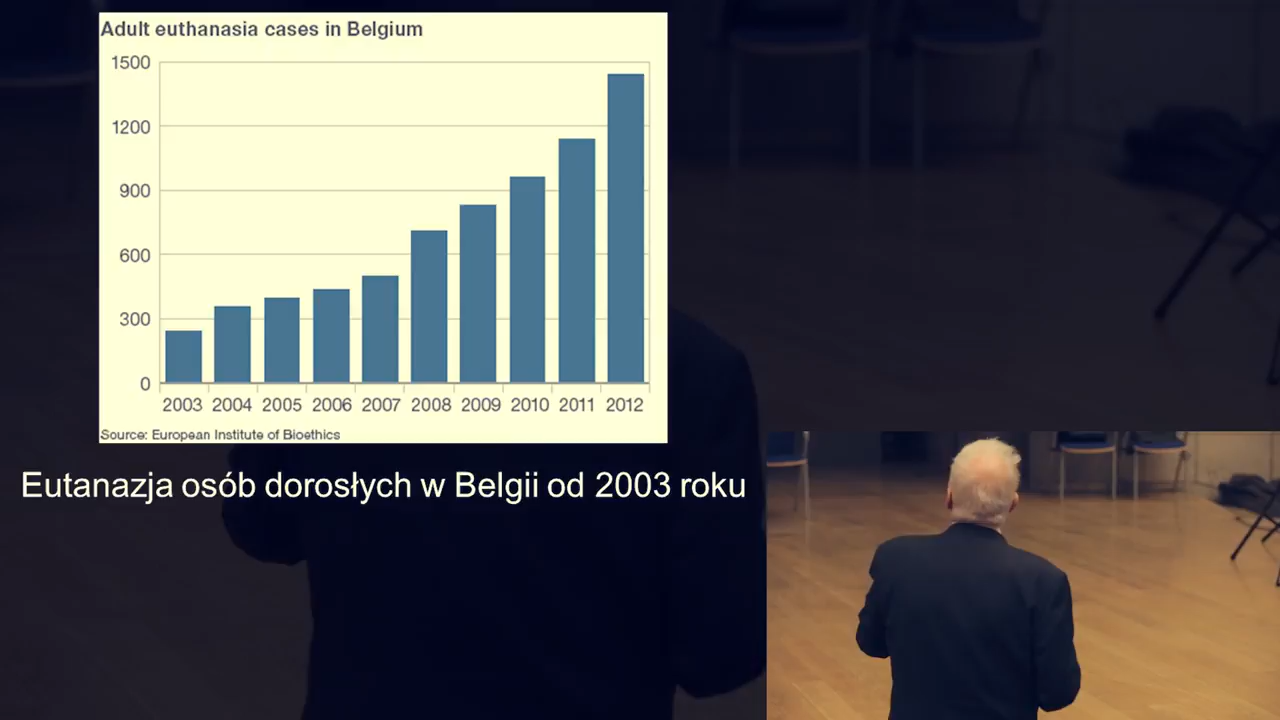 Adult euthanasia cases in Belgium
1500
1200
900
600
300
0
2003 2004 2005 2006 2007 2008 2009 2010 2011 2012
Source: European Institute of Bioethics
Eutanazja osób dorosłych w Belgii od 2003 roku